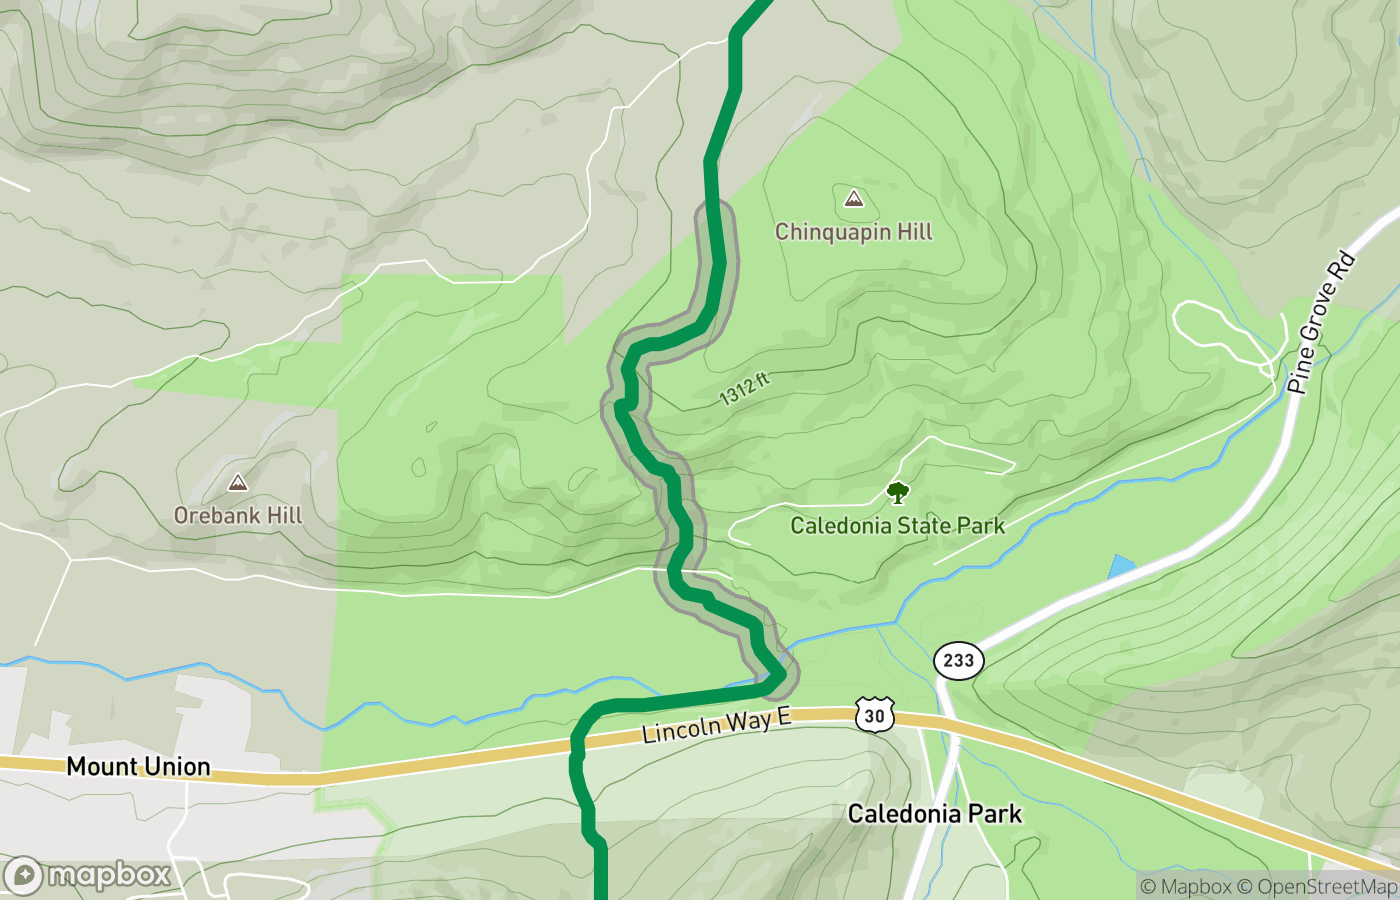 Chinquapin Hill
Pine Grove Rd
1312 ft
Orebank Hill
Caledonia State Park
233
30
Lincoln Way E
Mount Union
Caledonia Park
mapbox
© Mapbox © OpenStreetMap